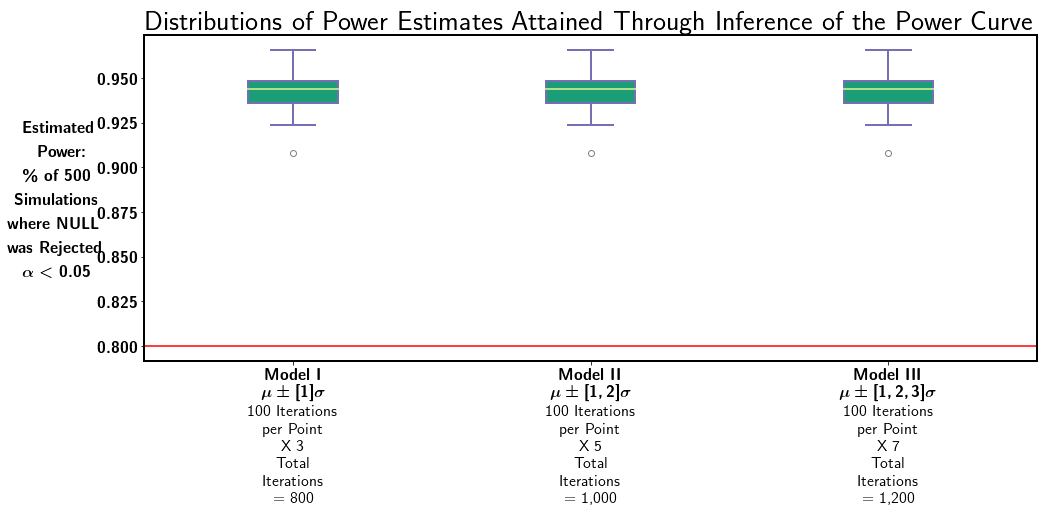 Distributions of Power Estimates Attained Through Inference of the Power Curve
0.950
0.925
0.900
0.875
0.850
0.825
0.800
Estimated
Power:
% of 500
Simulations
where NULL
was Rejected
α < 0.05
Model I
μ ± [1]σ
100 Iterations
per Point
X 3
Total
Iterations
= 800
Model II
μ ± [1, 2]σ
100 Iterations
per Point
X 5
Total
Iterations
= 1,000
Model III
μ ± [1, 2, 3]σ
100 Iterations
per Point
X 7
Total
Iterations
= 1,200